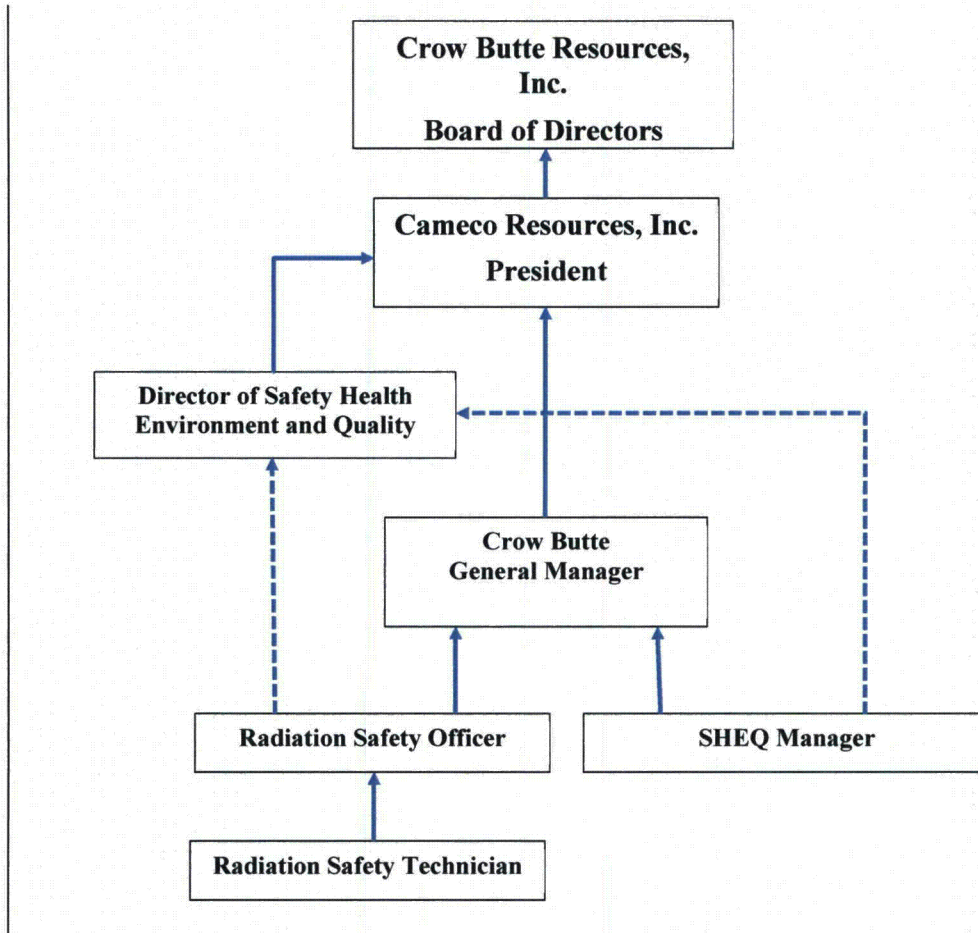 Crow Butte Resources,
Inc.
Board of Directors
Cameco Resources, Inc.
President
Director of Safety Health
Environment and Quality
Crow Butte
General Manager
Radiation Safety Officer
SHEQ Manager
Radiation Safety Technician